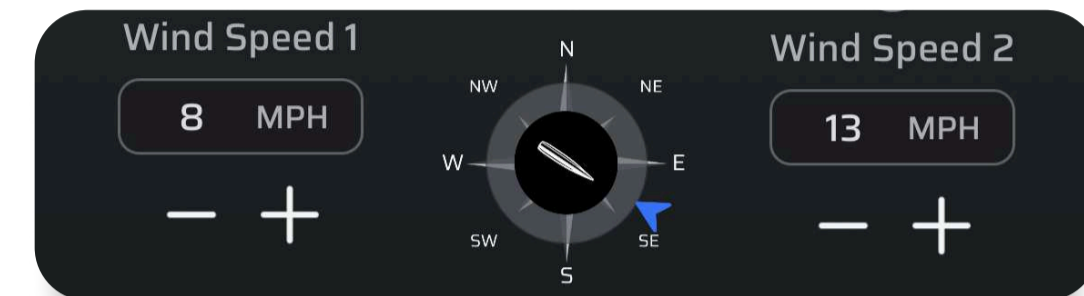 Wind Speed 1
8 MPH
N
NW
NE
W
E
SW
SE
S
Wind Speed 2
13 MPH